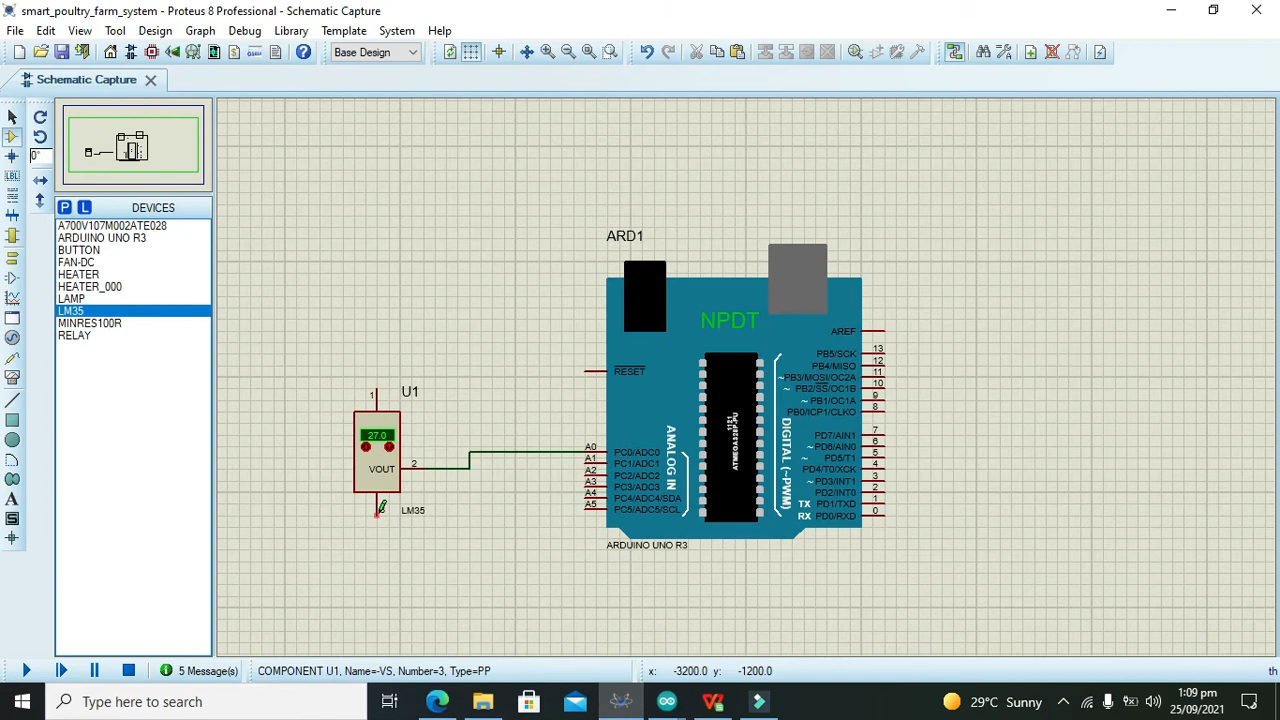 smart_poultry_farm_system - Proteus 8 Professional - Schematic Capture
File Edit View Tool Design Graph Debug Library Template System Help
Base Design
Schematic Capture
0°
LBL
P L DEVICES
A700V107M002ATE028
ARDUINO UNO R3
BUTTON
FAN-DC
HEATER
HEATER_000
LAMP
LM35
MINRES100R
RELAY
ARD1
NPDT
AREF
RESET
13 PB5/SCK
12 PB4/MISO
11 ~PB3/MOSI/OC2A
10 ~ PB2/SS/OC1B
9 ~ PB1/OC1A
8 PB0/ICP1/CLKO
7 PD7/AIN1
6 ~ PD6/AIN0
5 ~ PD5/T1
4 PD4/T0/XCK
3 ~ PD3/INT1
2 PD2/INT0
1 TX PD1/TXD
0 RX PD0/RXD
A0 PC0/ADC0
A1 PC1/ADC1
A2 PC2/ADC2
A3 PC3/ADC3
A4 PC4/ADC4/SDA
A5 PC5/ADC5/SCL
ANALOG IN
ATMEGA328P-PU
1121
DIGITAL (~PWM)
ARDUINO UNO R3
1
U1
27.0
VOUT 2
LM35
5 Message(s) COMPONENT U1, Name=-VS, Number=3, Type=PP x: -3200.0 y: -1200.0 th
Type here to search
29°C Sunny
1:09 pm
25/09/2021